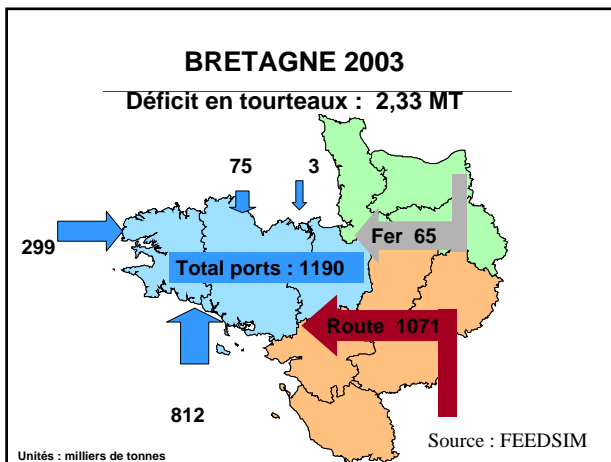 BRETAGNE 2003
Déficit en tourteaux : 2,33 MT
75
3
Fer 65
299
Total ports : 1190
Route 1071
812
Source : FEEDSIM
Unités : milliers de tonnes